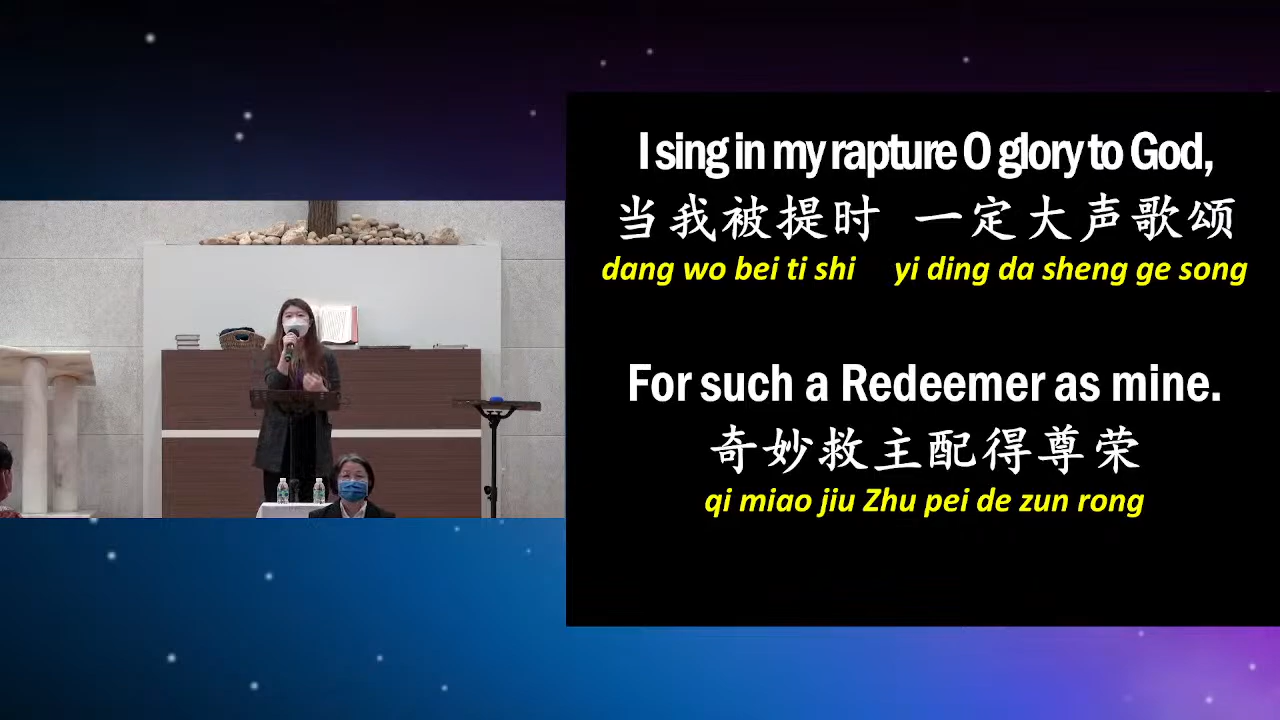 I sing in my rapture O glory to God,
当我被提时 一定大声歌颂
dang wo bei ti shi yi ding da sheng ge song
For such a Redeemer as mine.
奇妙救主配得尊荣
qi miao jiu Zhu pei de zun rong